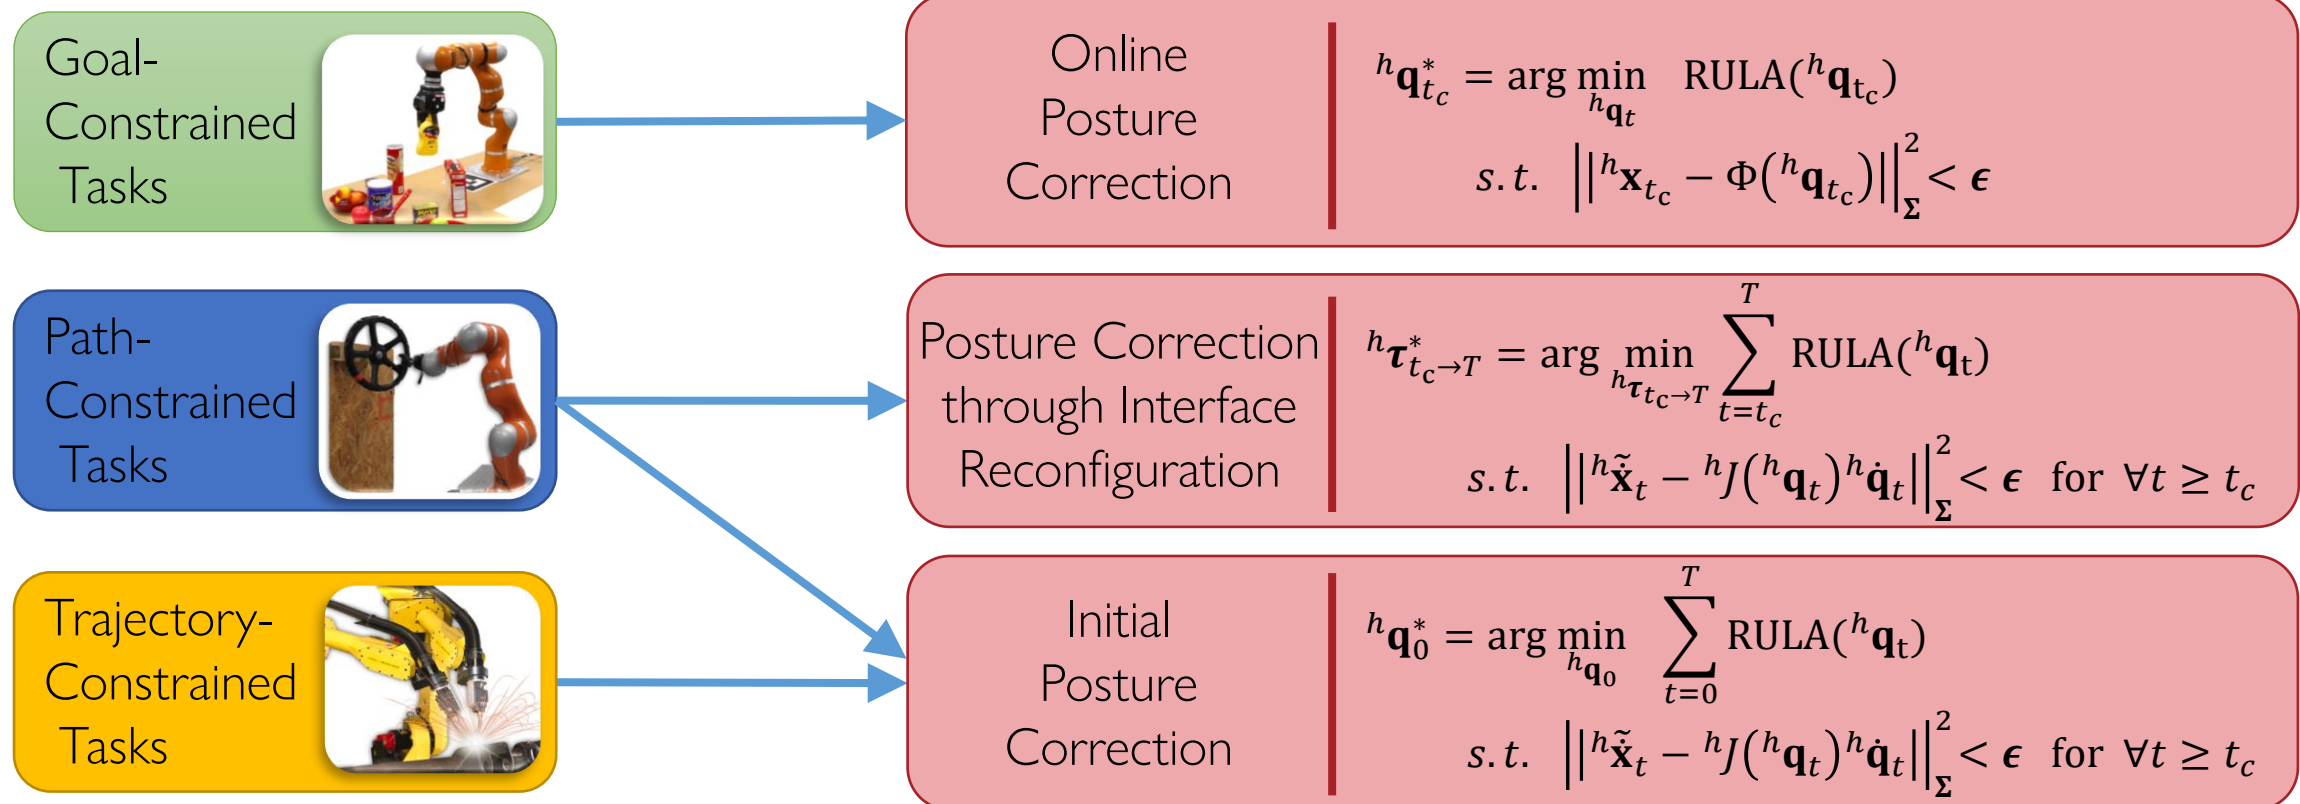 Goal-
Constrained
Tasks
Online
Posture
Correction
ʰ𝐪*_{t_c} = arg min_{ʰ𝐪_t} RULA(ʰ𝐪_{t_c})
s.t. ||ʰ𝐱_{t_c} − Φ(ʰ𝐪_{t_c})||²_𝚺 < 𝝐
Path-
Constrained
Tasks
Posture Correction
through Interface
Reconfiguration
ʰ𝝉*_{t_c→T} = arg min_{ʰ𝝉_{t_c→T}} ∑_{t=t_c}^{T} RULA(ʰ𝐪_t)
s.t. ||ʰ𝐱̃̇_t − ʰJ(ʰ𝐪_t)ʰ𝐪̇_t||²_𝚺 < 𝝐 for ∀t ≥ t_c
Trajectory-
Constrained
Tasks
Initial
Posture
Correction
ʰ𝐪*_0 = arg min_{ʰ𝐪_0} ∑_{t=0}^{T} RULA(ʰ𝐪_t)
s.t. ||ʰ𝐱̃̇_t − ʰJ(ʰ𝐪_t)ʰ𝐪̇_t||²_𝚺 < 𝝐 for ∀t ≥ t_c